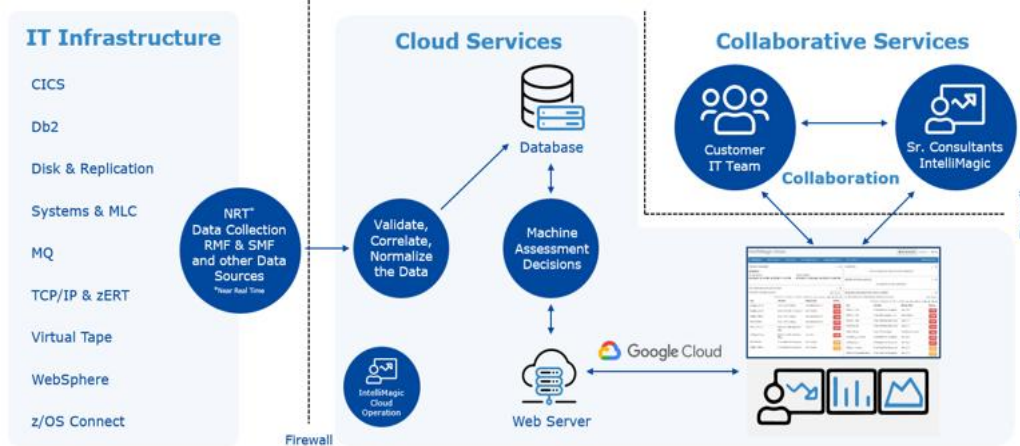 IT Infrastructure
CICS
Db2
Disk & Replication
Systems & MLC
MQ
TCP/IP & zERT
Virtual Tape
WebSphere
z/OS Connect
NRT*
Data Collection
RMF & SMF
and other Data
Sources
*Near Real Time
Firewall
Cloud Services
Database
Validate,
Correlate,
Normalize
the Data
Machine
Assessment
Decisions
IntelliMagic
Cloud
Operation
Web Server
Google Cloud
Collaborative Services
Customer
IT Team
Sr. Consultants
IntelliMagic
Collaboration